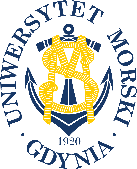 UNIWERSYTET MORSKI
1920
· GDYNIA ·